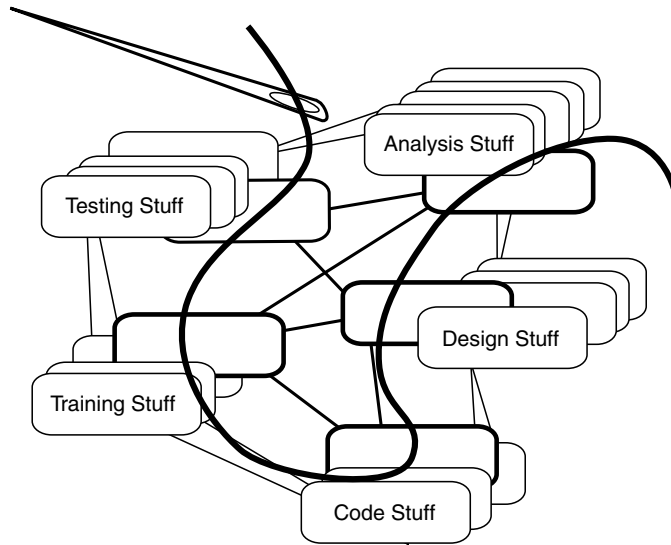 Analysis Stuff
Testing Stuff
Design Stuff
Training Stuff
Code Stuff